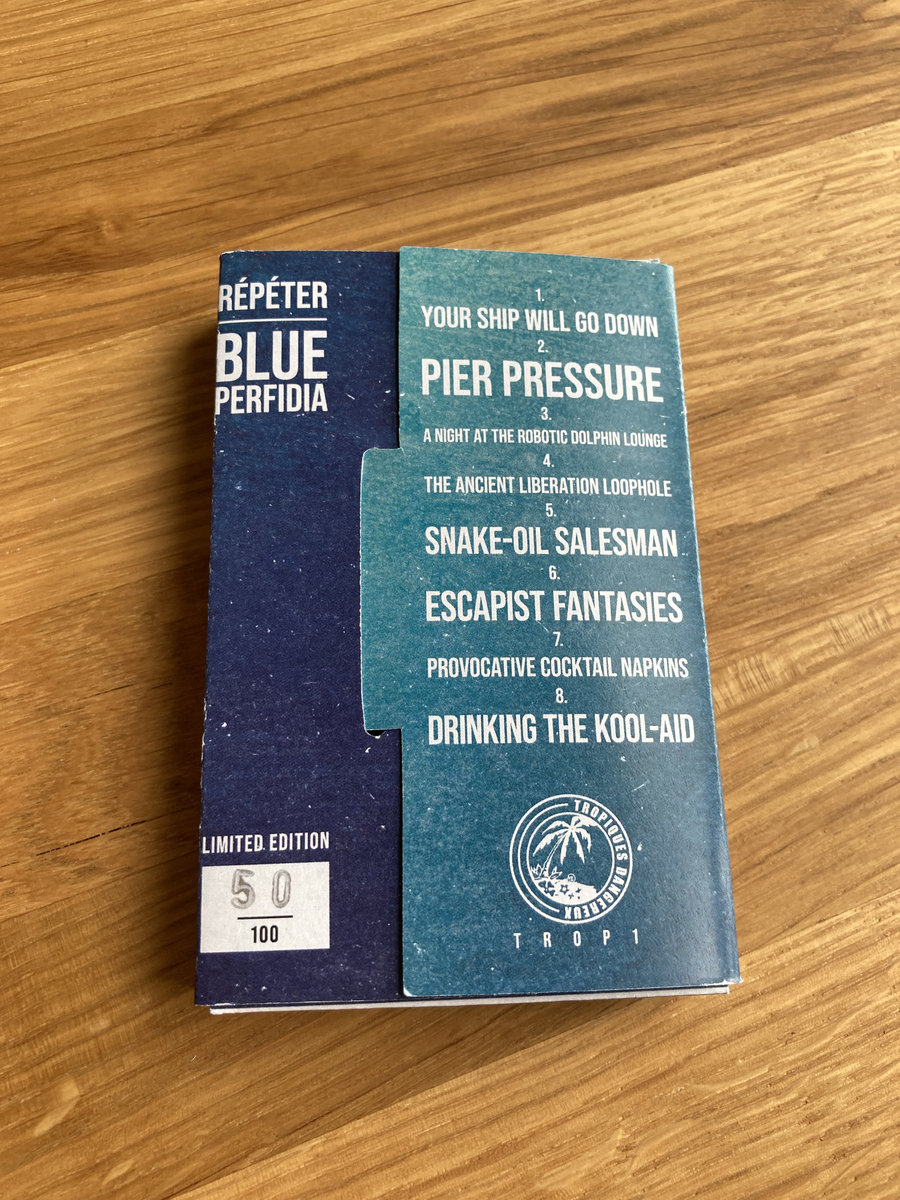 RÉPÉTER
BLUE
PERFIDIA
LIMITED EDITION
50
100
1.
YOUR SHIP WILL GO DOWN
2.
PIER PRESSURE
3.
A NIGHT AT THE ROBOTIC DOLPHIN LOUNGE
4.
THE ANCIENT LIBERATION LOOPHOLE
5.
SNAKE-OIL SALESMAN
6.
ESCAPIST FANTASIES
7.
PROVOCATIVE COCKTAIL NAPKINS
8.
DRINKING THE KOOL-AID
TROPIQUES DANGEREUX
TROP1